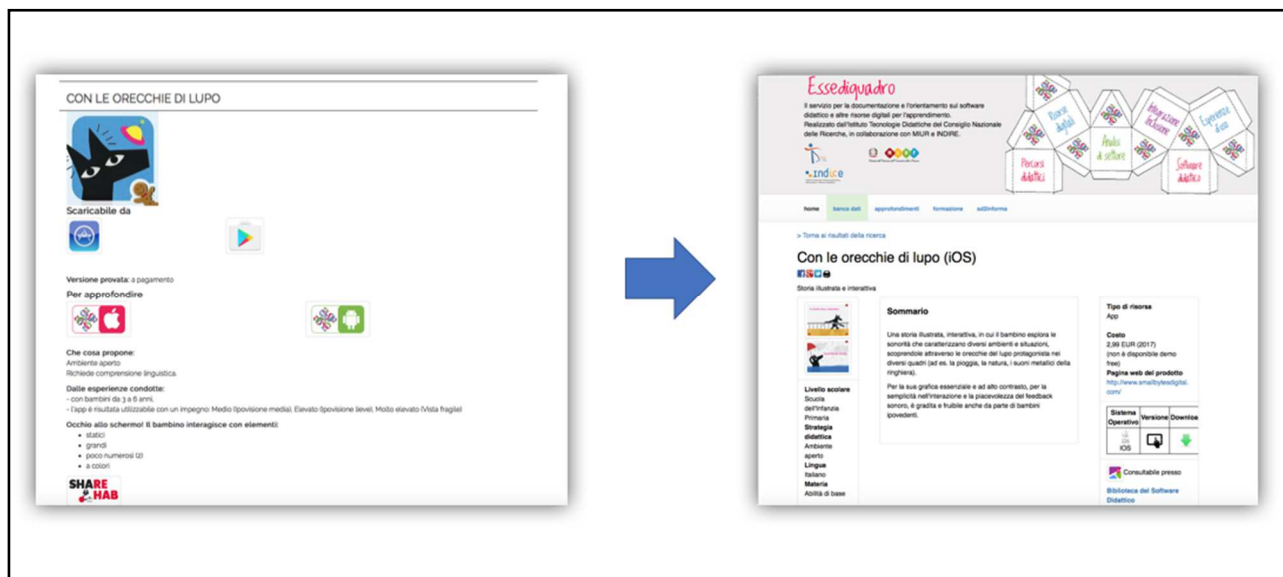 CON LE ORECCHIE DI LUPO
Scaricabile da
Versione provata: a pagamento
Per approfondire
Che cosa propone:
Ambiente aperto
Richiede comprensione linguistica.
Dalle esperienze condotte:
- con bambini da 3 a 6 anni.
- l'app è risultata utilizzabile con un impegno: Medio (Ipovisione media), Elevato (Ipovisione lieve), Molto elevato (Vista fragile)
Occhio allo schermo! Il bambino interagisce con elementi:
statici
grandi
poco numerosi (2)
a colori
SHARE
HAB
Essediquadro
Il servizio per la documentazione e l'orientamento sul software
didattico e altre risorse digitali per l'apprendimento.
Realizzato dall'Istituto Tecnologie Didattiche del Consiglio Nazionale
delle Ricerche, in collaborazione con MIUR e INDIRE.
Percorsi
didattici
Risorse
digitali
Analisi
di settore
Integrazione
Inclusione
Software
didattico
Esperienze
d'uso
home banca dati approfondimenti formazione sd2informa
> Torna ai risultati della ricerca
Con le orecchie di lupo (iOS)
Storia illustrata e interattiva
Livello scolare
Scuola
dell'infanzia
Primaria
Strategia
didattica
Ambiente
aperto
Lingua
Italiano
Materia
Abilità di base
Sommario
Una storia illustrata, interattiva, in cui il bambino esplora le
sonorità che caratterizzano diversi ambienti e situazioni,
scoprendole attraverso le orecchie del lupo protagonista nei
diversi quadri (ad es. la pioggia, la natura, i suoni metallici della
ringhiera).
Per la sua grafica essenziale e ad alto contrasto, per la
semplicità nell'interazione e la piacevolezza del feedback
sonoro, è gradita e fruibile anche da parte di bambini
ipovedenti.
Tipo di risorsa
App
Costo
2,99 EUR (2017)
(non è disponibile demo
free)
Pagina web del prodotto
http://www.smallbytesdigital.
com/
Sistema
Operativo Versione Downloa
iOS
Consultabile presso
Biblioteca del Software
Didattico